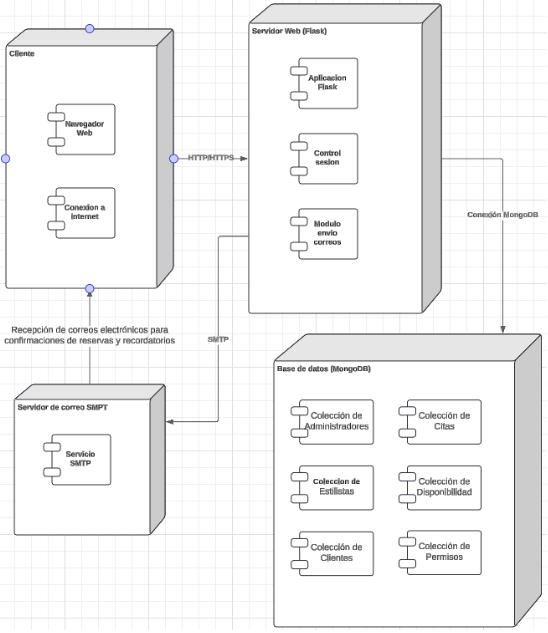 Cliente
Navegador
Web
Conexion a
Internet
HTTP/HTTPS
Servidor Web (Flask)
Aplicacion
Flask
Control
sesion
Modulo
envio
correos
Conexión MongoDB
SMTP
Recepción de correos electrónicos para
confirmaciones de reservas y recordatorios
Servidor de correo SMPT
Servicio
SMTP
Base de datos (MongoDB)
Colección de
Administradores
Colección de
Citas
Coleccion de
Estilistas
Colección de
Disponibilidad
Colección de
Clientes
Colección de
Permisos